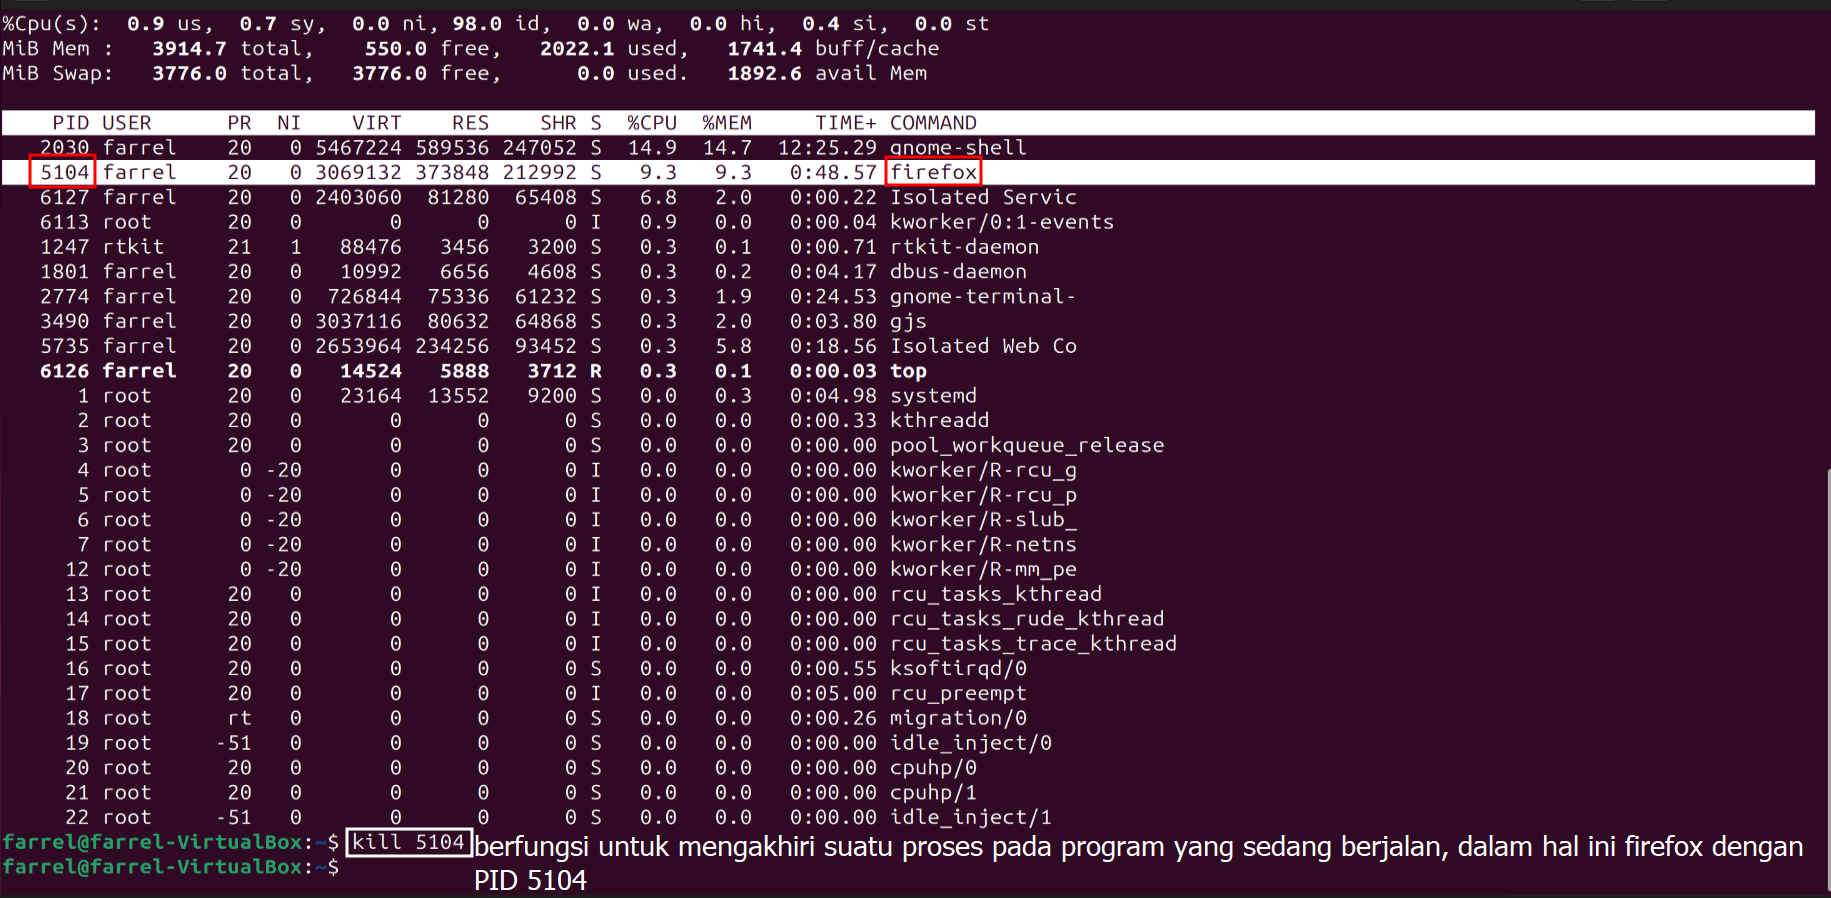 %Cpu(s):  0.9 us,  0.7 sy,  0.0 ni, 98.0 id,  0.0 wa,  0.0 hi,  0.4 si,  0.0 st
MiB Mem :   3914.7 total,    550.0 free,   2022.1 used,   1741.4 buff/cache
MiB Swap:   3776.0 total,   3776.0 free,      0.0 used.   1892.6 avail Mem
PID USER      PR  NI    VIRT    RES    SHR S  %CPU  %MEM     TIME+ COMMAND
2030 farrel    20   0 5467224 589536 247052 S  14.9  14.7  12:25.29 gnome-shell
5104 farrel    20   0 3069132 373848 212992 S   9.3   9.3   0:48.57 firefox
6127 farrel    20   0 2403060  81280  65408 S   6.8   2.0   0:00.22 Isolated Servic
6113 root      20   0       0      0      0 I   0.9   0.0   0:00.04 kworker/0:1-events
1247 rtkit     21   1   88476   3456   3200 S   0.3   0.1   0:00.71 rtkit-daemon
1801 farrel    20   0   10992   6656   4608 S   0.3   0.2   0:04.17 dbus-daemon
2774 farrel    20   0  726844  75336  61232 S   0.3   1.9   0:24.53 gnome-terminal-
3490 farrel    20   0 3037116  80632  64868 S   0.3   2.0   0:03.80 gjs
5735 farrel    20   0 2653964 234256  93452 S   0.3   5.8   0:18.56 Isolated Web Co
6126 farrel    20   0   14524   5888   3712 R   0.3   0.1   0:00.03 top
1 root      20   0   23164  13552   9200 S   0.0   0.3   0:04.98 systemd
2 root      20   0       0      0      0 S   0.0   0.0   0:00.33 kthreadd
3 root      20   0       0      0      0 S   0.0   0.0   0:00.00 pool_workqueue_release
4 root       0 -20       0      0      0 I   0.0   0.0   0:00.00 kworker/R-rcu_g
5 root       0 -20       0      0      0 I   0.0   0.0   0:00.00 kworker/R-rcu_p
6 root       0 -20       0      0      0 I   0.0   0.0   0:00.00 kworker/R-slub_
7 root       0 -20       0      0      0 I   0.0   0.0   0:00.00 kworker/R-netns
12 root       0 -20       0      0      0 I   0.0   0.0   0:00.00 kworker/R-mm_pe
13 root      20   0       0      0      0 I   0.0   0.0   0:00.00 rcu_tasks_kthread
14 root      20   0       0      0      0 I   0.0   0.0   0:00.00 rcu_tasks_rude_kthread
15 root      20   0       0      0      0 I   0.0   0.0   0:00.00 rcu_tasks_trace_kthread
16 root      20   0       0      0      0 S   0.0   0.0   0:00.55 ksoftirqd/0
17 root      20   0       0      0      0 I   0.0   0.0   0:05.00 rcu_preempt
18 root      rt   0       0      0      0 S   0.0   0.0   0:00.26 migration/0
19 root     -51   0       0      0      0 S   0.0   0.0   0:00.00 idle_inject/0
20 root      20   0       0      0      0 S   0.0   0.0   0:00.00 cpuhp/0
21 root      20   0       0      0      0 S   0.0   0.0   0:00.00 cpuhp/1
22 root     -51   0       0      0      0 S   0.0   0.0   0:00.00 idle_inject/1
farrel@farrel-VirtualBox:~$ kill 5104
farrel@farrel-VirtualBox:~$
berfungsi untuk mengakhiri suatu proses pada program yang sedang berjalan, dalam hal ini firefox dengan
PID 5104